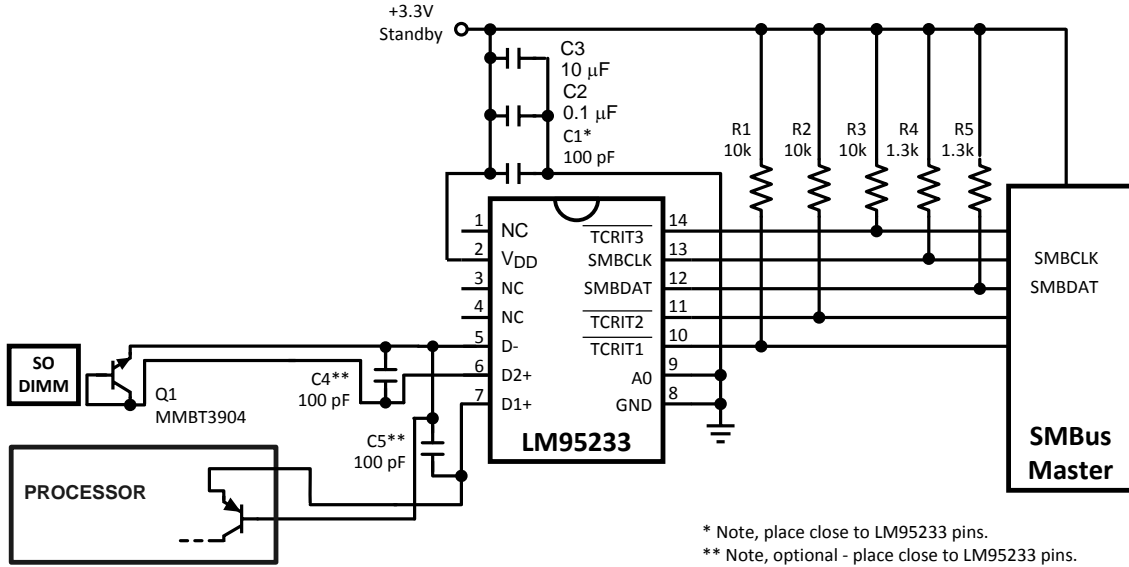 +3.3V
Standby
C3
10 μF
C2
0.1 μF
C1*
100 pF
R1
10k
R2
10k
R3
10k
R4
1.3k
R5
1.3k
1
NC
2
VDD
3
NC
4
NC
5
D-
6
D2+
7
D1+
TCRIT3
14
SMBCLK
13
SMBDAT
12
TCRIT2
11
TCRIT1
10
A0
9
GND
8
LM95233
SMBCLK
SMBDAT
SMBus
Master
SO
DIMM
Q1
MMBT3904
C4**
100 pF
C5**
100 pF
PROCESSOR
* Note, place close to LM95233 pins.
** Note, optional - place close to LM95233 pins.